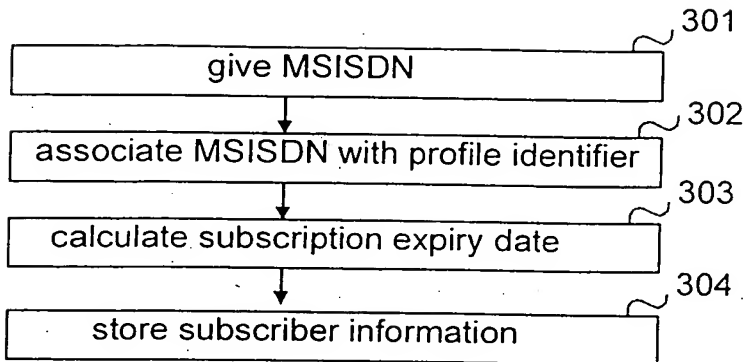 301
give MSISDN
302
associate MSISDN with profile identifier
303
calculate subscription expiry date
304
store subscriber information